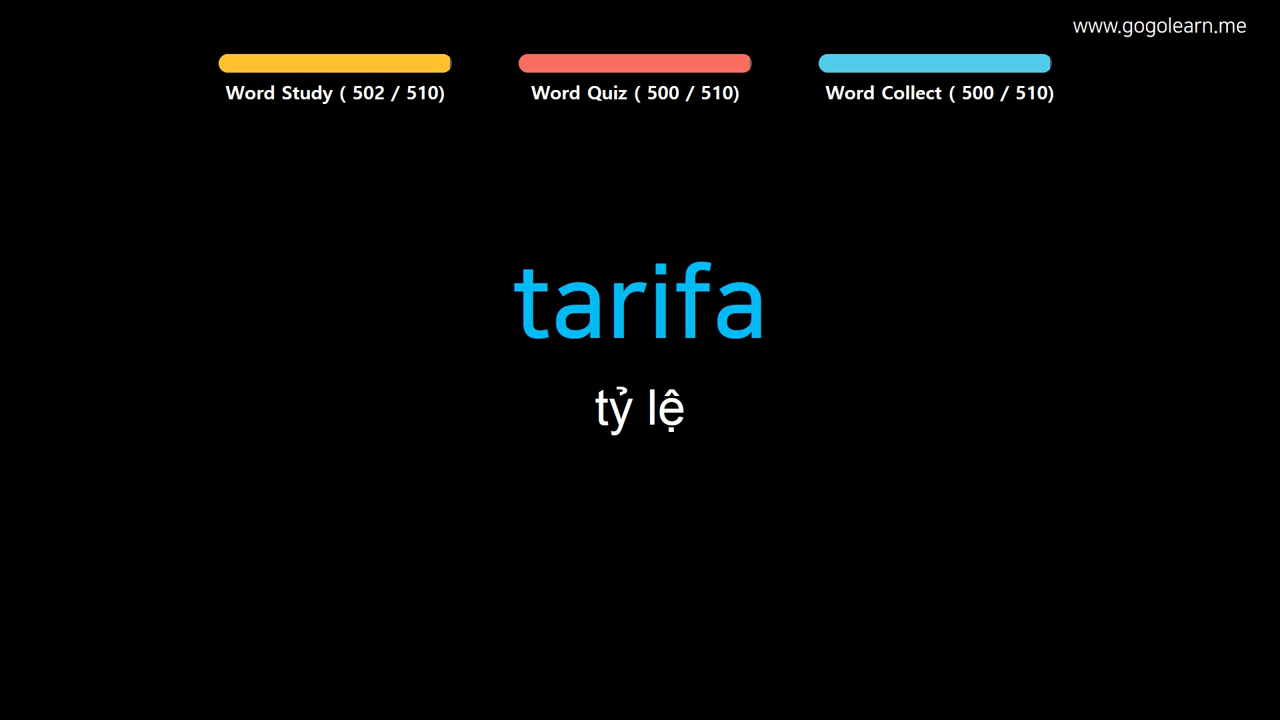 www.gogolearn.me
Word Study ( 502 / 510)
Word Quiz ( 500 / 510)
Word Collect ( 500 / 510)
tarifa
tỷ lệ